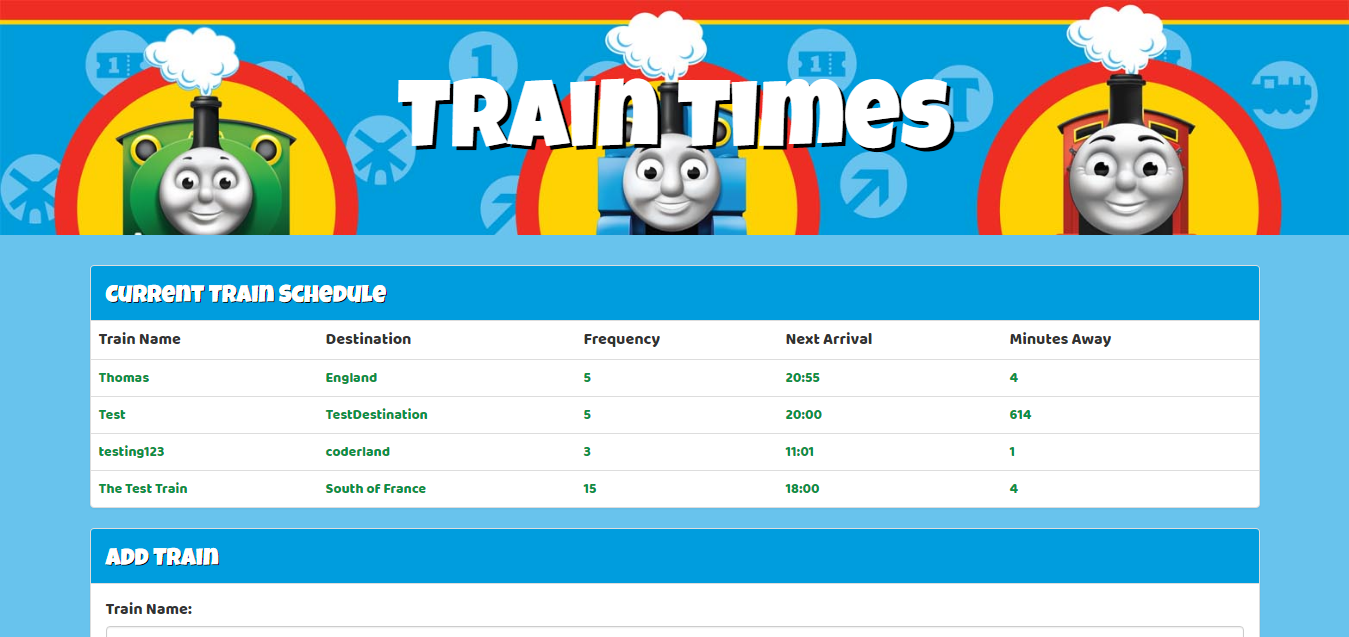 Train Times
Current Train Schedule
Train Name Destination Frequency Next Arrival Minutes Away
Thomas England 5 20:55 4
Test TestDestination 5 20:00 614
testing123 coderland 3 11:01 1
The Test Train South of France 15 18:00 4
Add Train
Train Name: